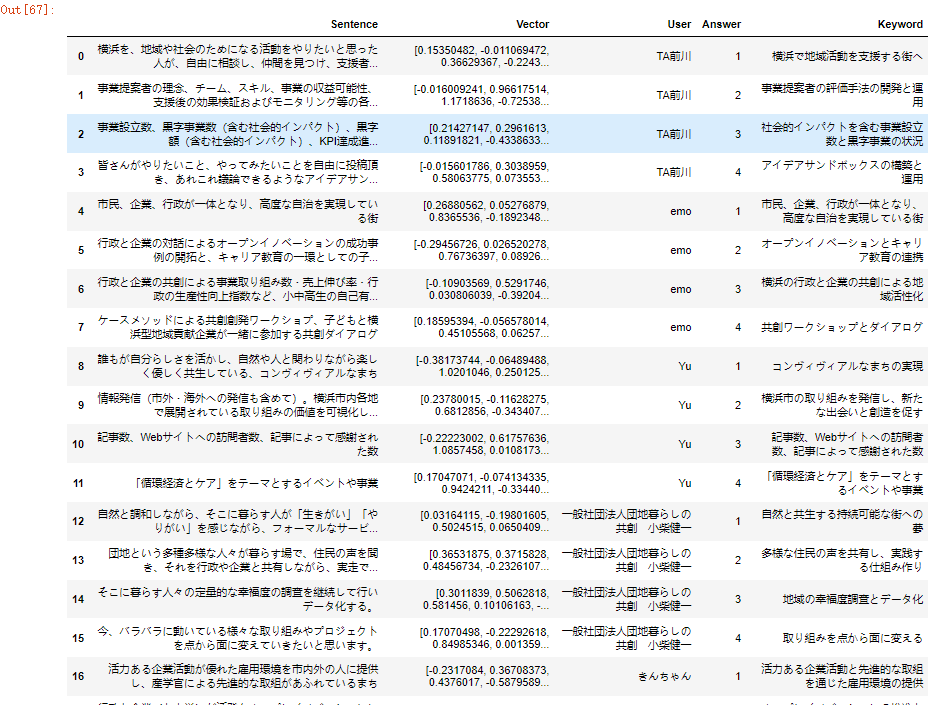 Out[67]:
Sentence Vector User Answer Keyword
0 横浜を、地域や社会のためになる活動をやりたいと思った人が、自由に相談し、仲間を見つけ、支援者... [0.15350482, -0.011069472, 0.36629367, -0.2243... TA前川 1 横浜で地域活動を支援する街へ
1 事業提案者の理念、チーム、スキル、事業の収益可能性、支援後の効果検証およびモニタリング等の各... [-0.016009241, 0.96617514, 1.1718636, -0.72538... TA前川 2 事業提案者の評価手法の開発と運用
2 事業設立数、黒字事業数（含む社会的インパクト）、黒字額（含む社会的インパクト）、KPI達成進... [0.21427147, 0.2961613, 0.11891821, -0.4338633... TA前川 3 社会的インパクトを含む事業設立数と黒字事業の状況
3 皆さんがやりたいこと、やってみたいことを自由に投稿頂き、あれこれ議論できるようなアイデアサン... [-0.015601786, 0.3038959, 0.58063775, 0.073553... TA前川 4 アイデアサンドボックスの構築と運用
4 市民、企業、行政が一体となり、高度な自治を実現している街 [0.26880562, 0.05276879, 0.8365536, -0.1892348... emo 1 市民、企業、行政が一体となり、高度な自治を実現している街
5 行政と企業の対話によるオープンイノベーションの成功事例の開拓と、キャリア教育の一環としての子... [-0.29456726, 0.026520278, 0.76736397, 0.08926... emo 2 オープンイノベーションとキャリア教育の連携
6 行政と企業の共創による事業取り組み数・売上伸び率・行政の生産性向上指数など、小中高生の自己有... [-0.10903569, 0.5291746, 0.030806039, -0.39204... emo 3 横浜の行政と企業の共創による地域活性化
7 ケースメソッドによる共創創発ワークショップ、子どもと横浜型地域貢献企業が一緒に参加する共創ダイアログ [0.18595394, -0.056578014, 0.45105568, 0.06257... emo 4 共創ワークショップとダイアログ
8 誰もが自分らしさを活かし、自然や人と関わりながら楽しく優しく共生している、コンヴィヴィアルなまち [-0.38173744, -0.06489488, 1.0201046, 0.250125... Yu 1 コンヴィヴィアルなまちの実現
9 情報発信（市外・海外への発信も含めて）。横浜市内各地で展開されている取り組みの価値を可視化し... [0.23780015, -0.11628275, 0.6812856, -0.343407... Yu 2 横浜市の取り組みを発信し、新たな出会いと創造を促す
10 記事数、Webサイトへの訪問者数、記事によって感謝された数 [-0.22223002, 0.61757636, 1.0857458, 0.0108173... Yu 3 記事数、Webサイトへの訪問者数、記事によって感謝された数
11 「循環経済とケア」をテーマとするイベントや事業 [0.17047071, -0.074134335, 0.9424211, -0.33440... Yu 4 「循環経済とケア」をテーマとするイベントや事業
12 自然と調和しながら、そこに暮らす人が「生きがい」「やりがい」を感じながら、フォーマルなサービ... [0.03164115, -0.19801605, 0.5024515, 0.0650409... 一般社団法人団地暮らしの共創 小柴健一 1 自然と共生する持続可能な街への夢
13 団地という多種多様な人々が暮らす場で、住民の声を聞き、それを行政や企業と共有しながら、実走で... [0.36531875, 0.3715828, 0.48456734, -0.2326107... 一般社団法人団地暮らしの共創 小柴健一 2 多様な住民の声を共有し、実践する仕組み作り
14 そこに暮らす人々の定量的な幸福度の調査を継続して行いデータ化する。 [0.3011839, 0.5062818, 0.581456, 0.10106163, -... 一般社団法人団地暮らしの共創 小柴健一 3 地域の幸福度調査とデータ化
15 今、バラバラに動いている様々な取り組みやプロジェクトを点から面に変えていきたいと思います。 [0.17070498, -0.22292618, 0.84985346, 0.001359... 一般社団法人団地暮らしの共創 小柴健一 4 取り組みを点から面に変える
16 活力ある企業活動が優れた雇用環境を市内外の人に提供し、産学官による先進的な取組があふれているまち [-0.2317084, 0.36708373, 0.4376017, -0.5879589... きんちゃん 1 活力ある企業活動と先進的な取組を通じた雇用環境の提供